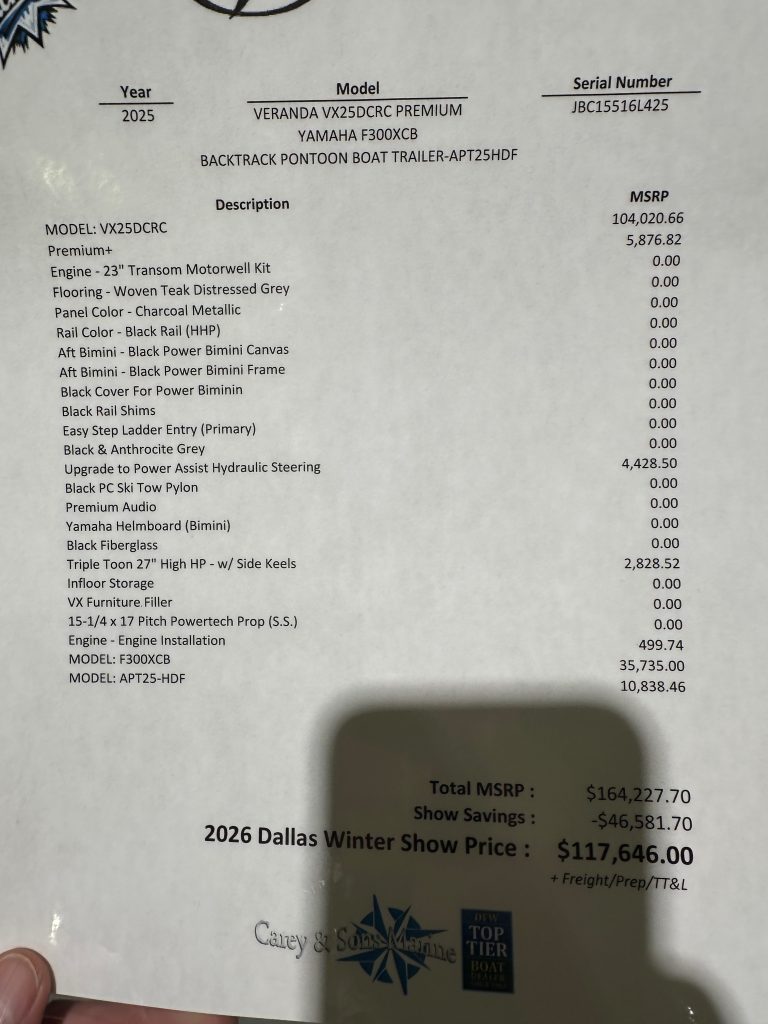 Year Model Serial Number
2025 VERANDA VX25DCRC PREMIUM JBC15516L425
YAMAHA F300XCB
BACKTRACK PONTOON BOAT TRAILER-APT25HDF
Description MSRP
MODEL: VX25DCRC 104,020.66
Premium+ 5,876.82
Engine - 23" Transom Motorwell Kit 0.00
Flooring - Woven Teak Distressed Grey 0.00
Panel Color - Charcoal Metallic 0.00
Rail Color - Black Rail (HHP) 0.00
Aft Bimini - Black Power Bimini Canvas 0.00
Aft Bimini - Black Power Bimini Frame 0.00
Black Cover For Power Biminin 0.00
Black Rail Shims 0.00
Easy Step Ladder Entry (Primary) 0.00
Black & Anthrocite Grey 0.00
Upgrade to Power Assist Hydraulic Steering 4,428.50
Black PC Ski Tow Pylon 0.00
Premium Audio 0.00
Yamaha Helmboard (Bimini) 0.00
Black Fiberglass 0.00
Triple Toon 27" High HP - w/ Side Keels 2,828.52
Infloor Storage 0.00
VX Furniture Filler 0.00
15-1/4 x 17 Pitch Powertech Prop (S.S.) 0.00
Engine - Engine Installation 499.74
MODEL: F300XCB 35,735.00
MODEL: APT25-HDF 10,838.46
Total MSRP : $164,227.70
Show Savings : -$46,581.70
2026 Dallas Winter Show Price : $117,646.00
+ Freight/Prep/TT&L
Carey & Sons Marine
DFW
TOP
TIER
BOAT
DEALER